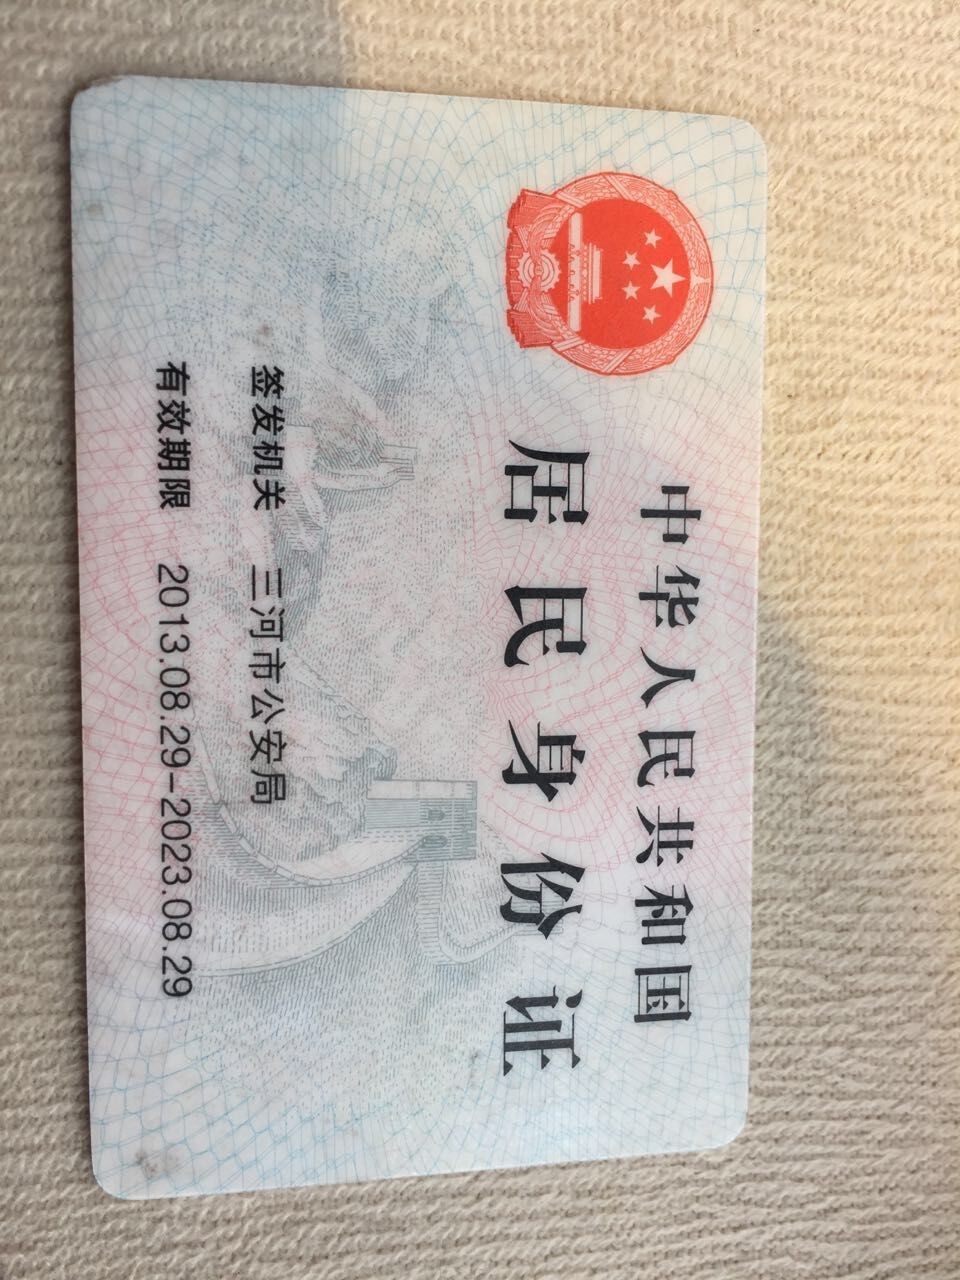 中华人民共和国
居民身份证
签发机关 三河市公安局
有效期限 2013.08.29-2023.08.29